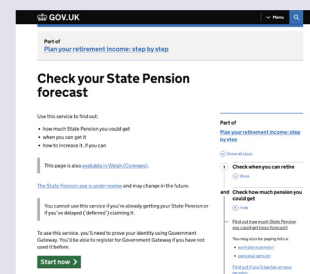 GOV.UK
Menu
Part of
Plan your retirement income: step by step
Check your State Pension
forecast
Use this service to find out:
• how much State Pension you could get
• when you can get it
• how to increase it, if you can
This page is also available in Welsh (Cymraeg).
The State Pension age is under review and may change in the future.
You cannot use this service if you're already getting your State Pension or
if you've delayed ('deferred') claiming it.
To use this service, you'll need to prove your identity using Government
Gateway. You'll be able to register for Government Gateway if you have not
used it before.
Start now
Part of
Plan your retirement income: step
by step
Show all steps
1 Check when you can retire
Show
and Check how much pension you
could get
Hide
Find out how much State Pension
you could get (your forecast)
You may also be paying into a:
• workplace pension
• personal pension
Find out if you'll pay tax on your
pension